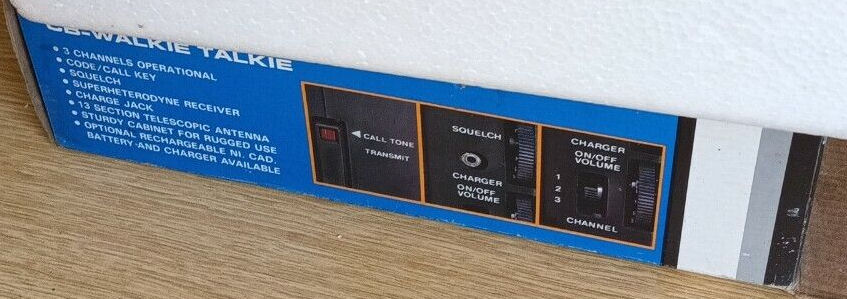 CB-WALKIE TALKIE
• 3 CHANNELS OPERATIONAL
• CODE/CALL KEY
• SQUELCH
• SUPERHETERODYNE RECEIVER
• CHARGE JACK
• 13 SECTION TELESCOPIC ANTENNA
• STURDY CABINET FOR RUGGED USE
• OPTIONAL RECHARGEABLE NI. CAD.
BATTERY AND CHARGER AVAILABLE
◄ CALL TONE
TRANSMIT
SQUELCH
CHARGER
ON/OFF
VOLUME
CHARGER
ON/OFF
VOLUME
1
2
3
CHANNEL